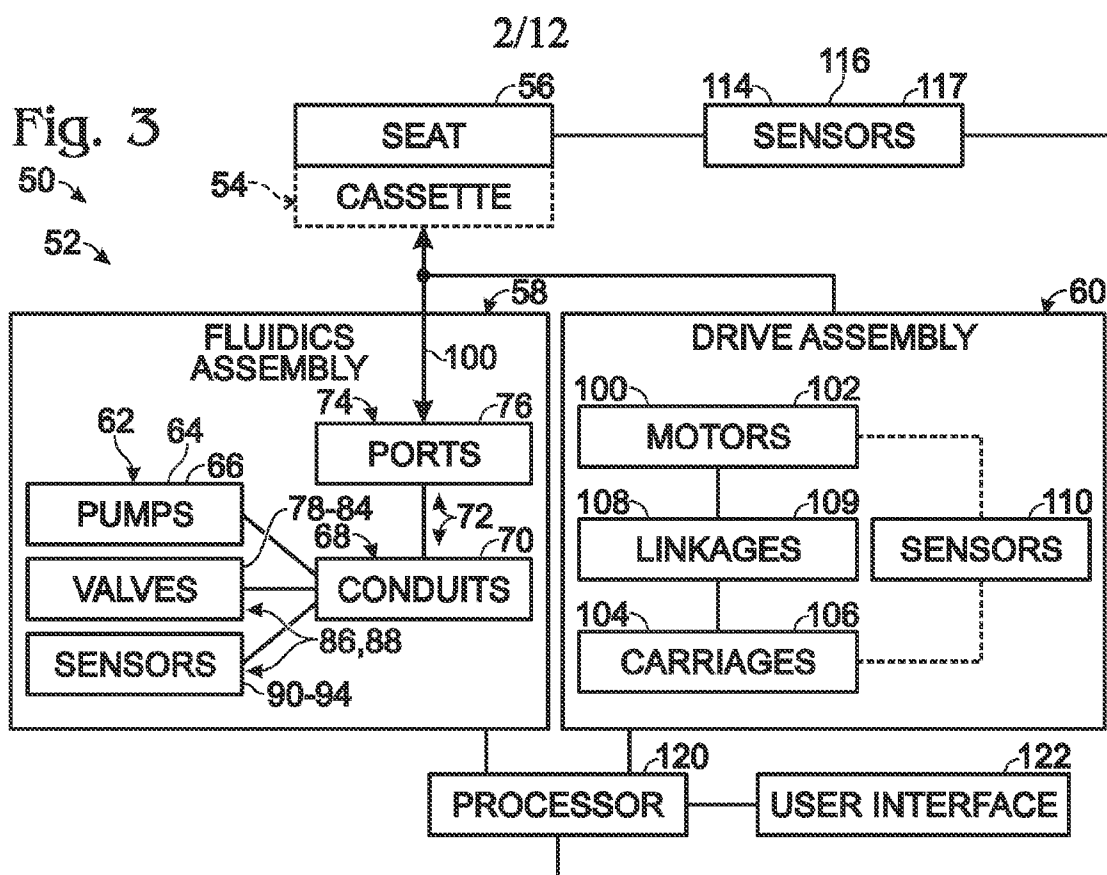 2/12
Fig. 3
50
52
56
SEAT
54
CASSETTE
114
116
117
SENSORS
58
FLUIDICS
ASSEMBLY
100
74
76
PORTS
62
64
66
PUMPS
72
78-84
68
70
VALVES
CONDUITS
86,88
SENSORS
90-94
60
DRIVE ASSEMBLY
100
102
MOTORS
108
109
110
LINKAGES
SENSORS
104
106
CARRIAGES
120
PROCESSOR
122
USER INTERFACE